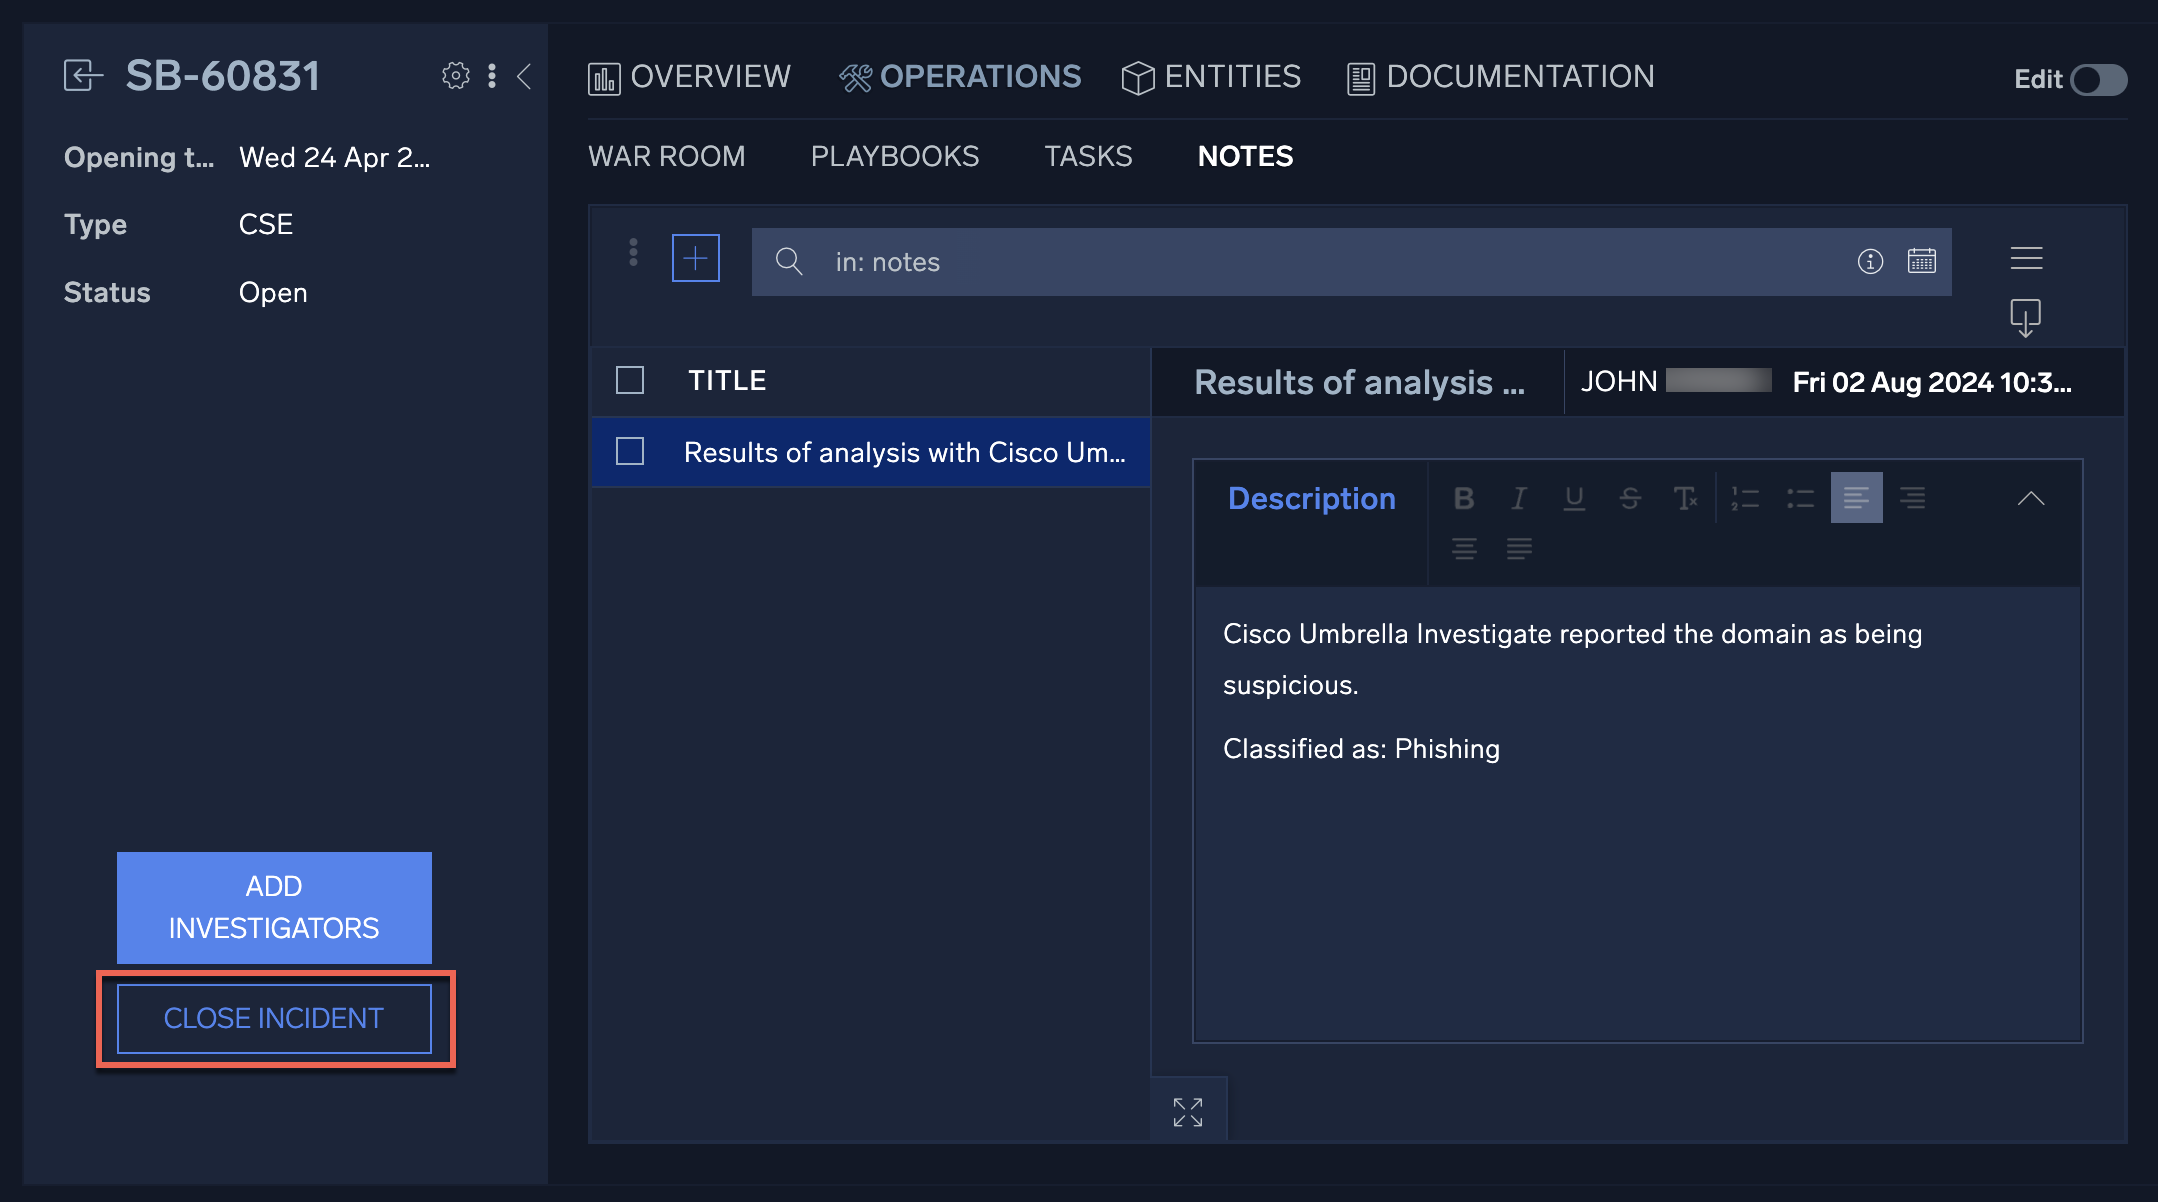 SB-60831
Opening t... Wed 24 Apr 2...
Type CSE
Status Open
ADD
INVESTIGATORS
CLOSE INCIDENT
OVERVIEW OPERATIONS ENTITIES DOCUMENTATION Edit
WAR ROOM PLAYBOOKS TASKS NOTES
in: notes
TITLE
Results of analysis with Cisco Um...
Results of analysis ... JOHN Fri 02 Aug 2024 10:3...
Description
Cisco Umbrella Investigate reported the domain as being
suspicious.
Classified as: Phishing